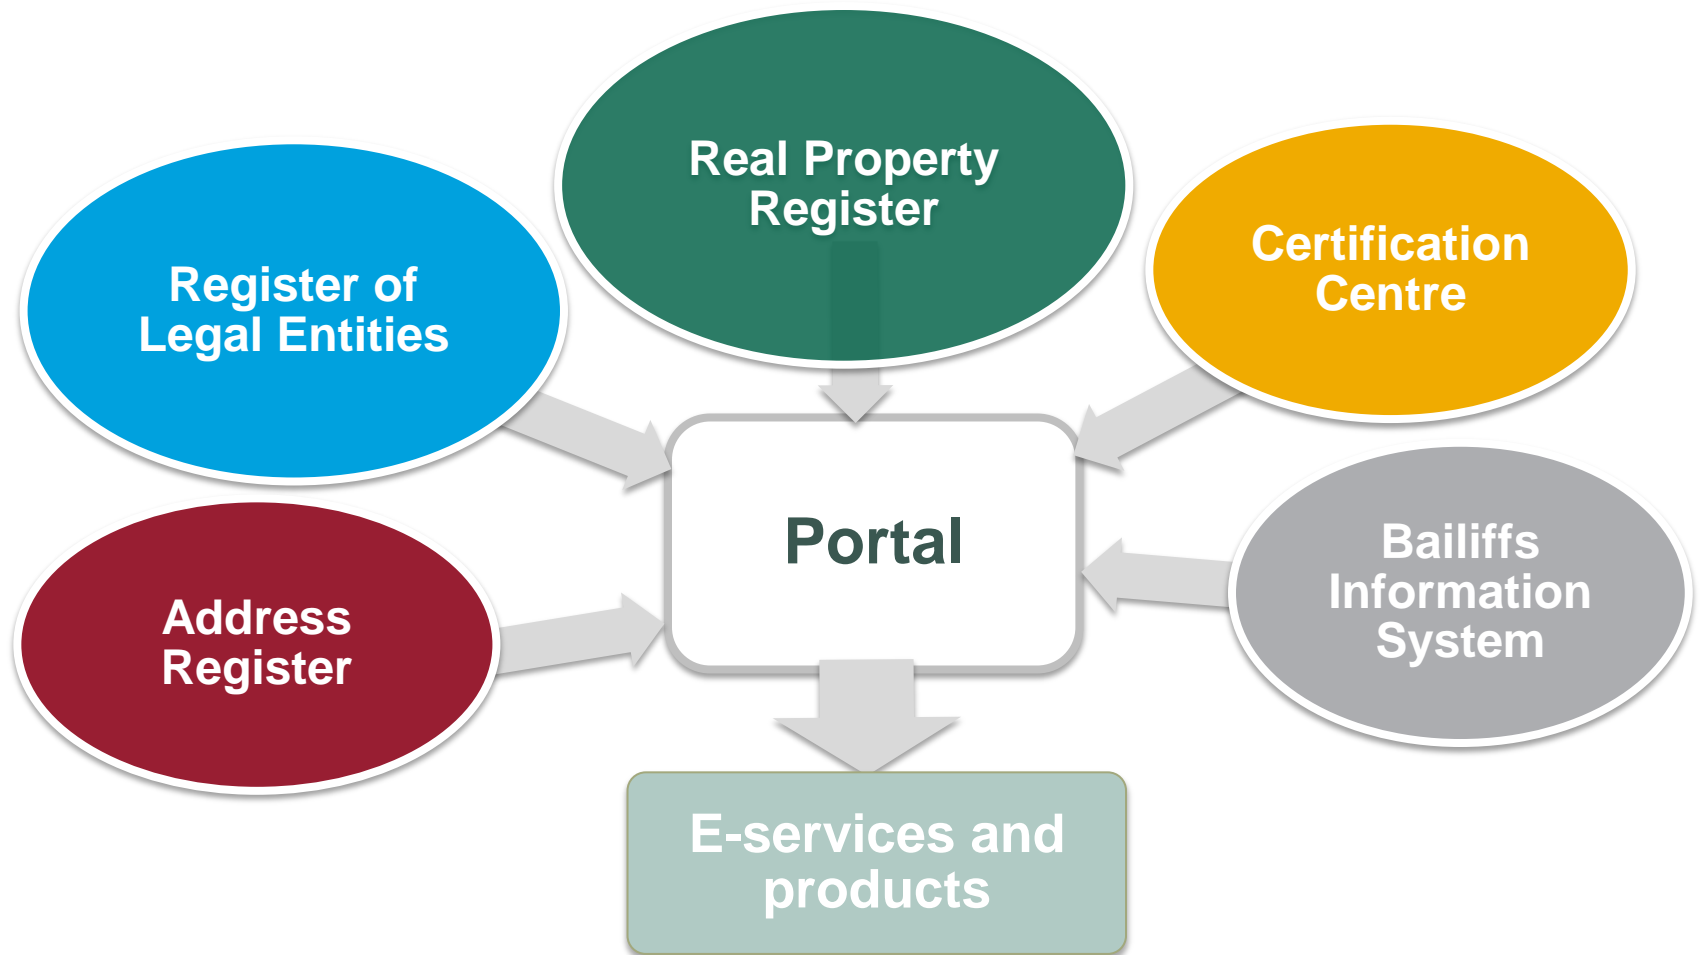 Real Property
Register
Register of
Legal Entities
Certification
Centre
Address
Register
Portal
Bailiffs
Information
System
E-services and
products